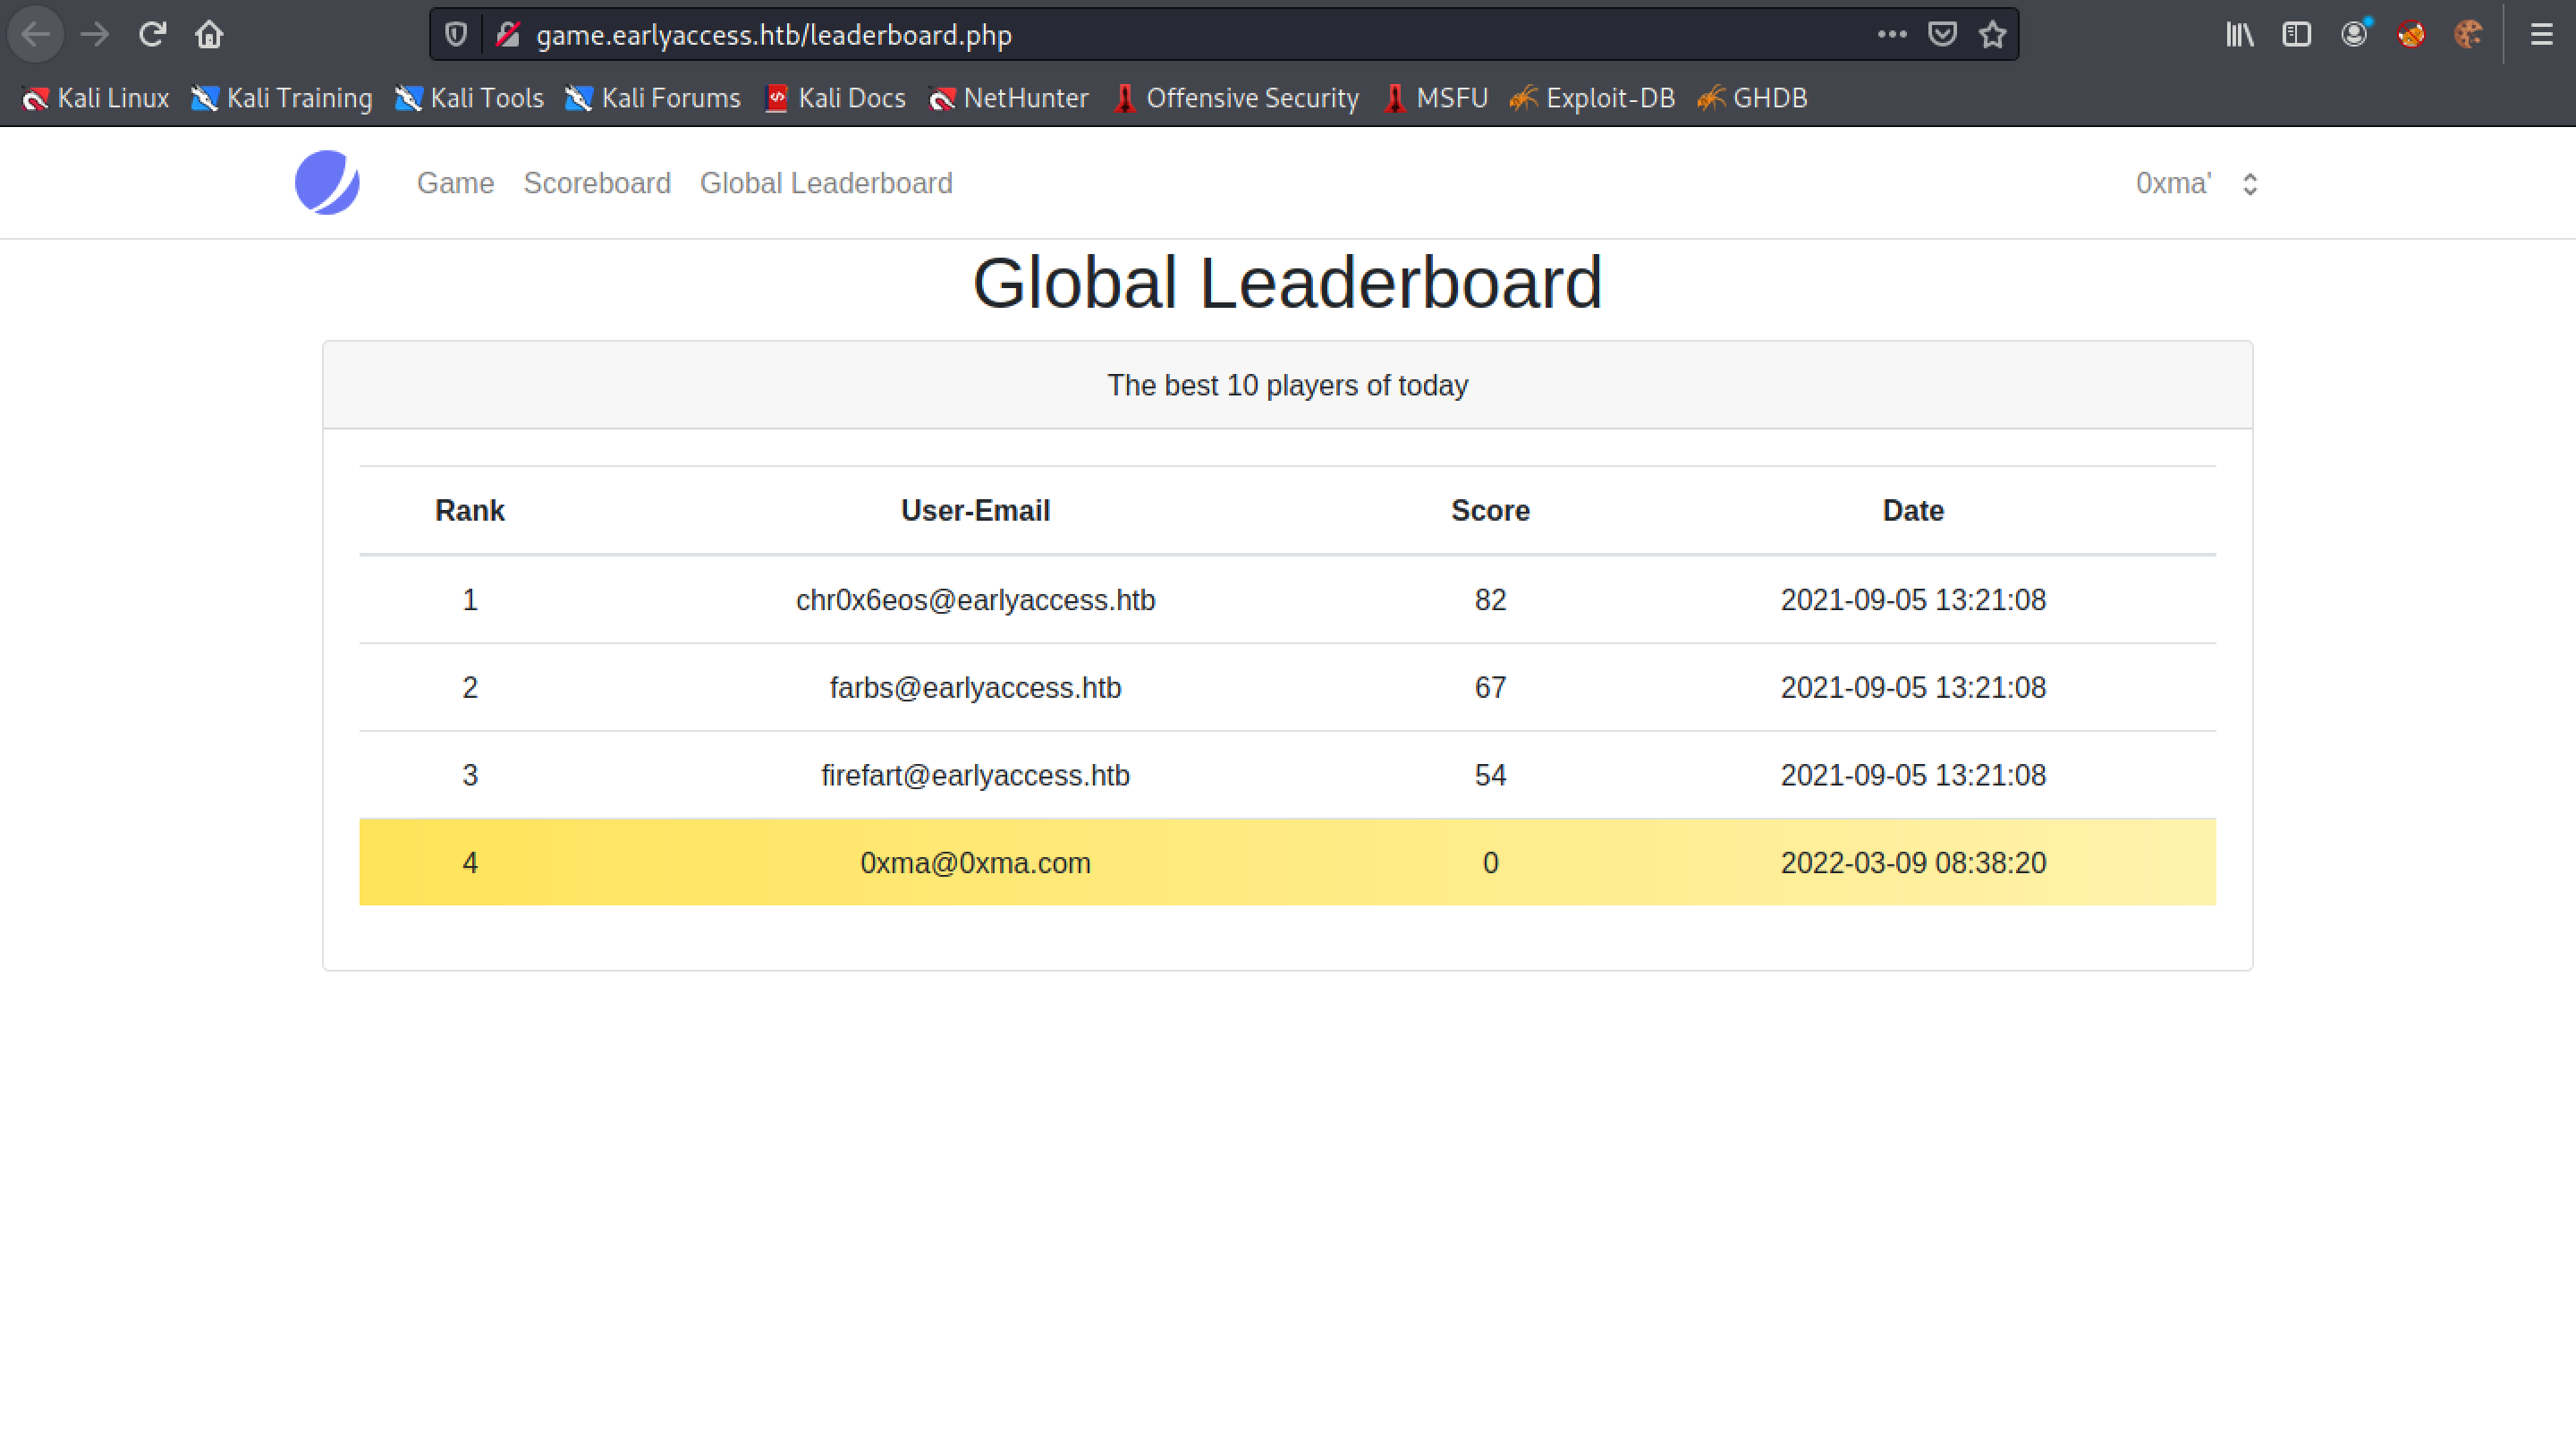 game.earlyaccess.htb/leaderboard.php
Kali Linux Kali Training Kali Tools Kali Forums Kali Docs NetHunter Offensive Security MSFU Exploit-DB GHDB
Game Scoreboard Global Leaderboard 0xma'
Global Leaderboard
The best 10 players of today
Rank User-Email Score Date
1 chr0x6eos@earlyaccess.htb 82 2021-09-05 13:21:08
2 farbs@earlyaccess.htb 67 2021-09-05 13:21:08
3 firefart@earlyaccess.htb 54 2021-09-05 13:21:08
4 0xma@0xma.com 0 2022-03-09 08:38:20